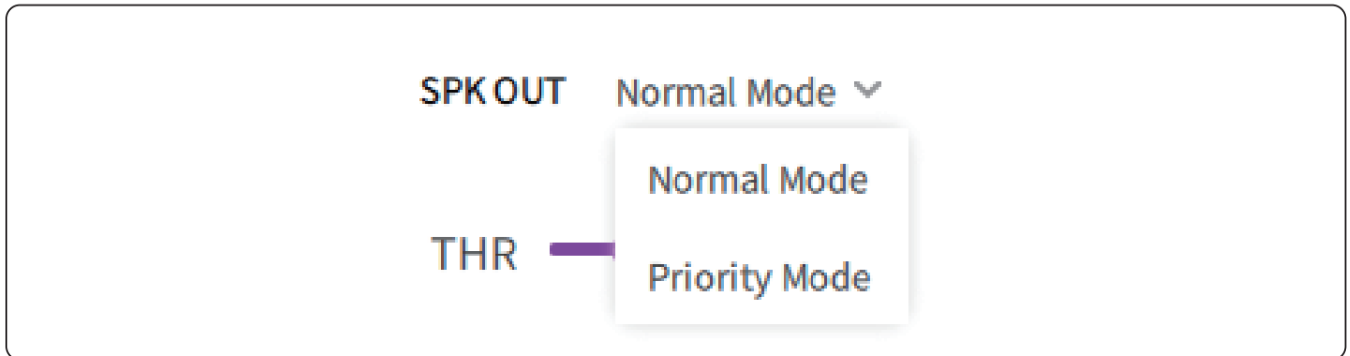 SPK OUT Normal Mode
Normal Mode
THR
Priority Mode